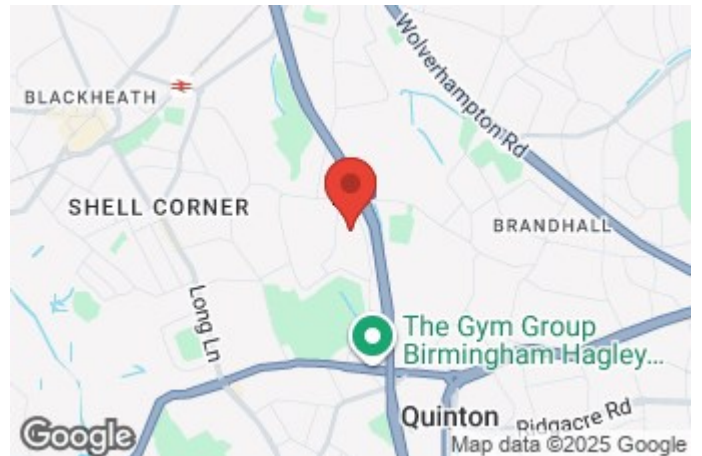 Wolverhampton Rd
BLACKHEATH
SHELL CORNER
BRANDHALL
Long Ln
The Gym Group
Birmingham Hagley...
Quinton
Ridgacre Rd
Google
Map data ©2025 Google